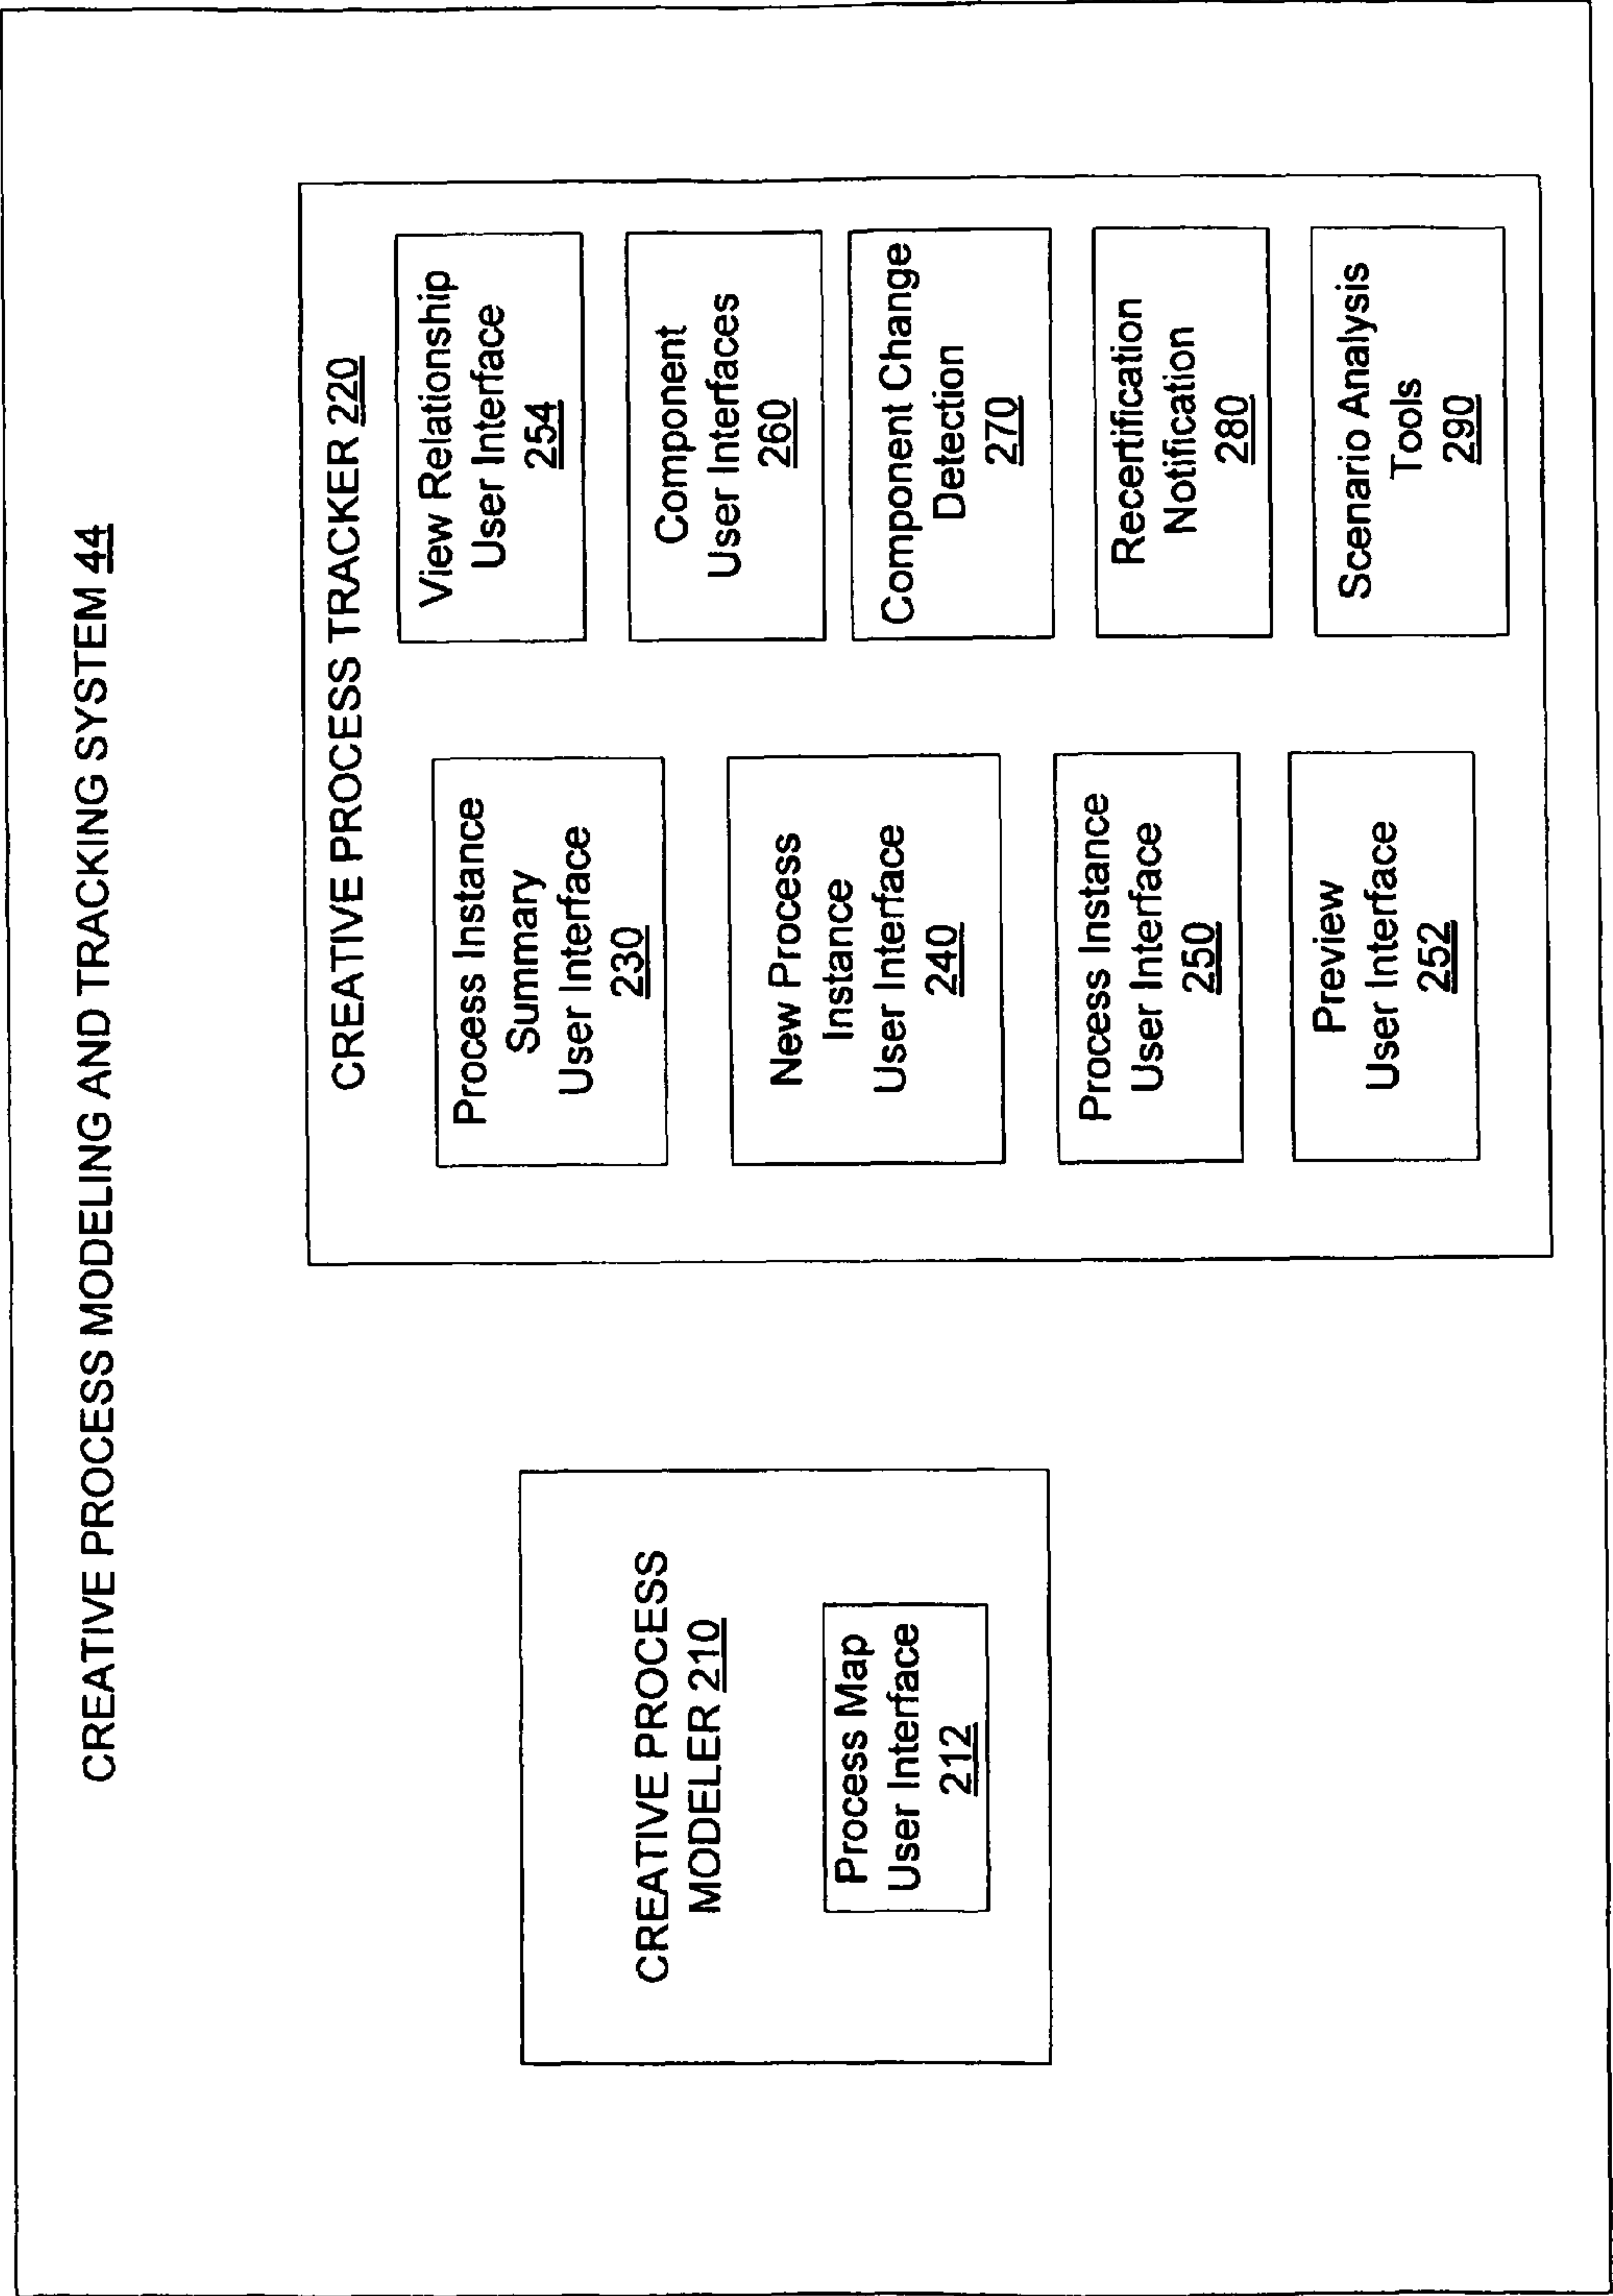 CREATIVE PROCESS MODELING AND TRACKING SYSTEM 44
CREATIVE PROCESS
MODELER 210
Process Map
User Interface
212
CREATIVE PROCESS TRACKER 220
Process Instance
Summary
User Interface
230
New Process
Instance
User Interface
240
Process Instance
User Interface
250
Preview
User Interface
252
View Relationship
User Interface
254
Component
User Interfaces
260
Component Change
Detection
270
Recertification
Notification
280
Scenario Analysis
Tools
290